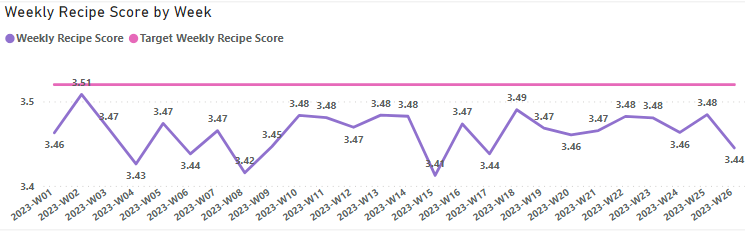 Weekly Recipe Score by Week
Weekly Recipe Score Target Weekly Recipe Score
3.5
3.4
3.46
3.51
3.47
3.43
3.47
3.44
3.47
3.42
3.45
3.48
3.48
3.47
3.48
3.48
3.41
3.47
3.44
3.49
3.47
3.46
3.47
3.48
3.48
3.46
3.48
3.44
2023-W01
2023-W02
2023-W03
2023-W04
2023-W05
2023-W06
2023-W07
2023-W08
2023-W09
2023-W10
2023-W11
2023-W12
2023-W13
2023-W14
2023-W15
2023-W16
2023-W17
2023-W18
2023-W19
2023-W20
2023-W21
2023-W22
2023-W23
2023-W24
2023-W25
2023-W26